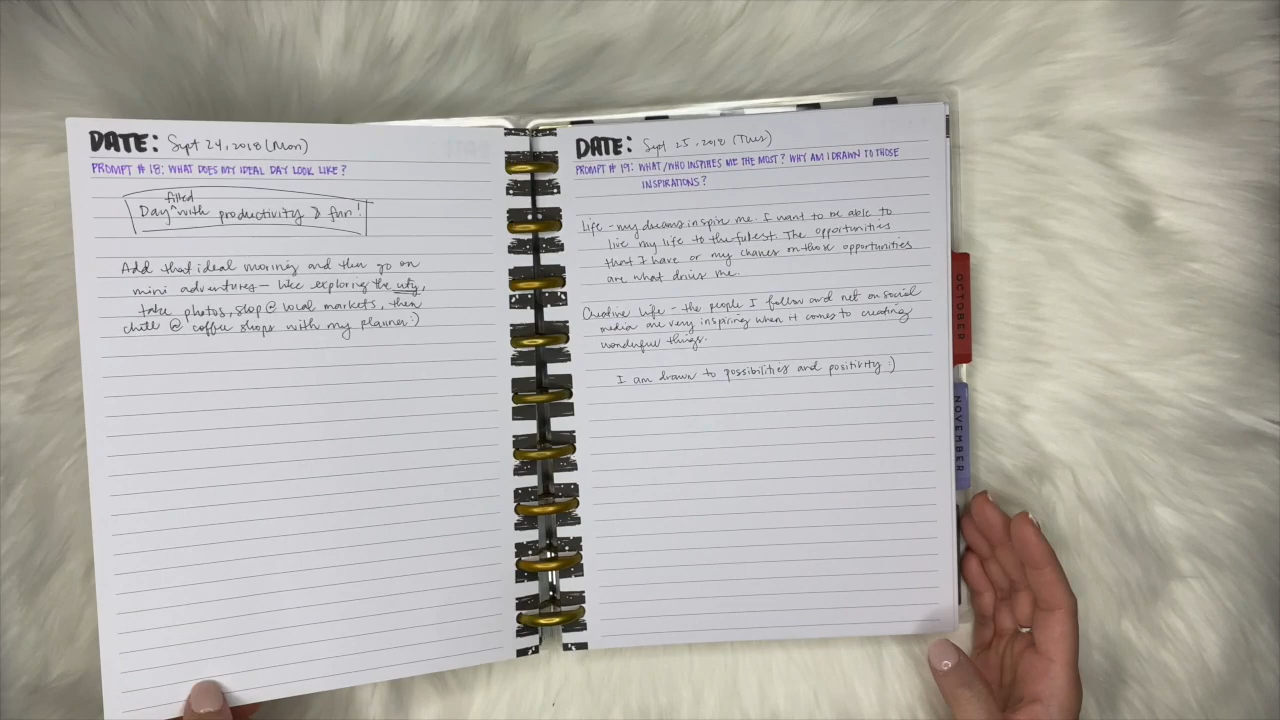 DATE: Sept 24, 2018 (Mon)
PROMPT # 18: WHAT DOES MY IDEAL DAY LOOK LIKE?
filled
Day ^ with productivity & fun!
Add that ideal morning and then go on
mini adventures — like exploring the city,
take photos, stop @ local markets, then
chill @ coffee shops with my planner :)
DATE: Sept 25, 2018 (Tues)
PROMPT # 19: WHAT/WHO INSPIRES ME THE MOST? WHY AM I DRAWN TO THOSE
INSPIRATIONS?
Life - my dreams inspire me. I want to be able to
live my life to the fullest. The opportunities
that I have or my chances on those opportunities
are what drives me.
Creative Life - the people I follow and met on social
media are very inspiring when it comes to creating
wonderful things.
I am drawn to possibilities and positivity :)
OCTOBER
NOVEMBER